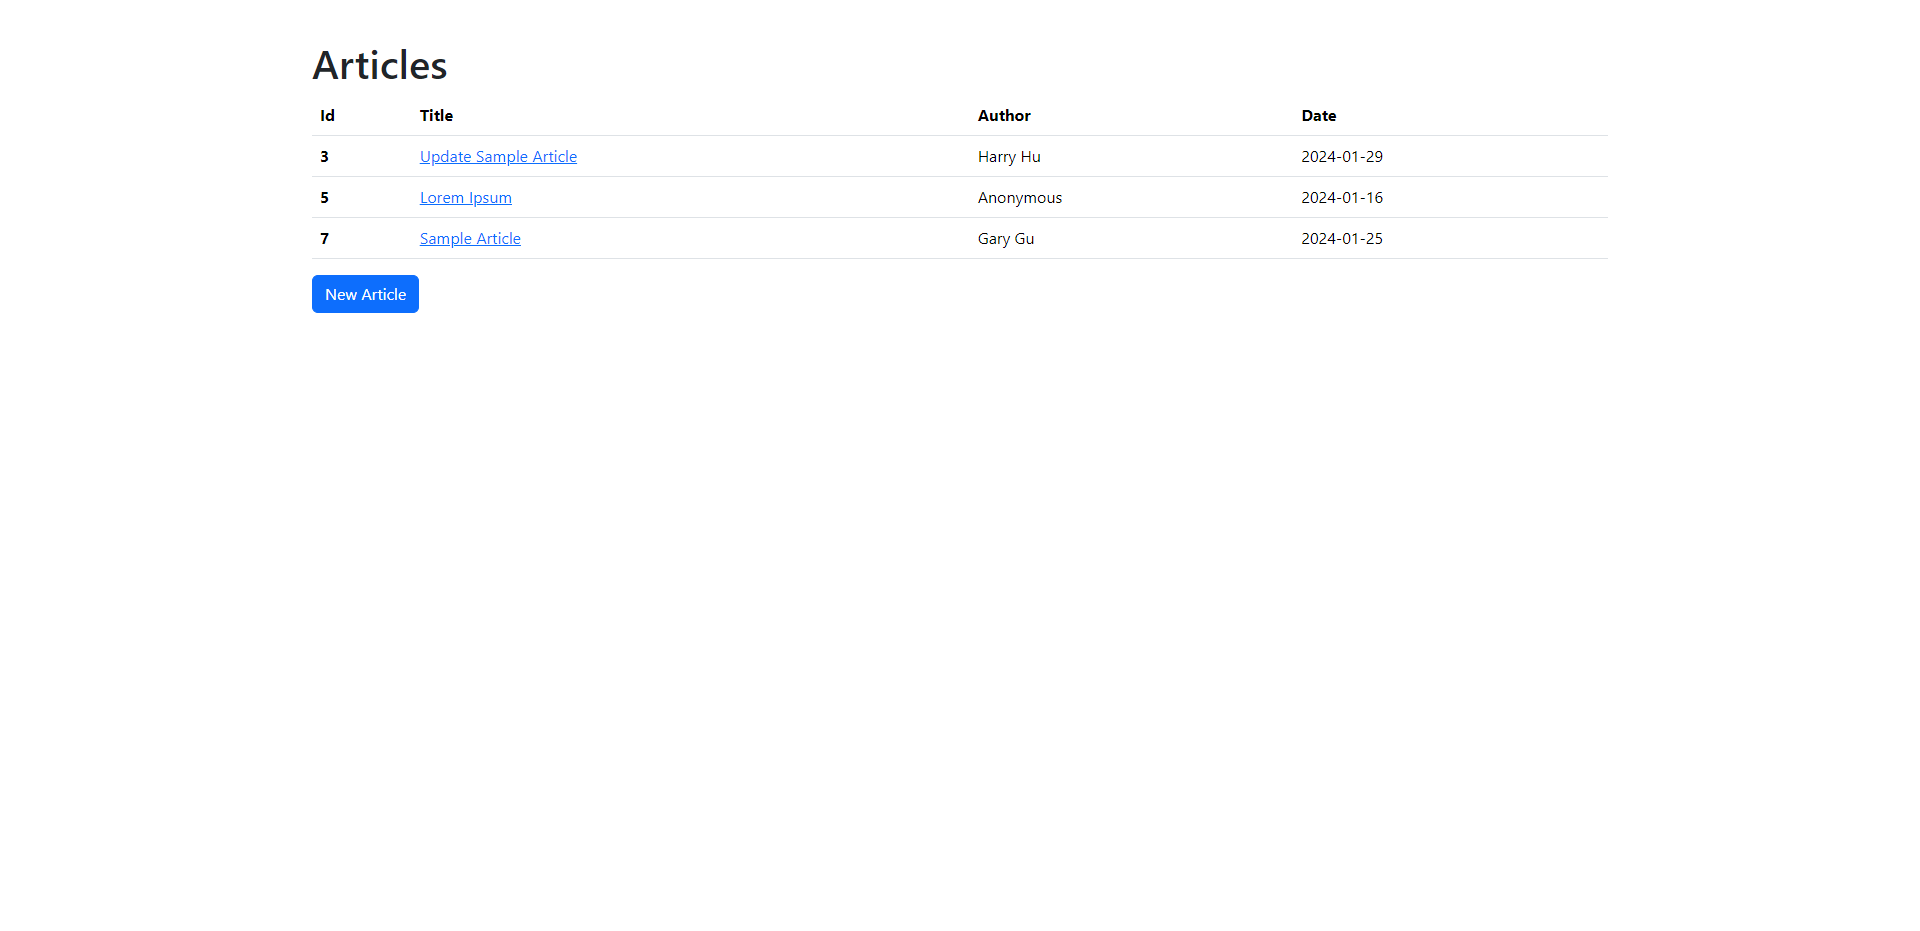 Articles
Id Title Author Date
3 Update Sample Article Harry Hu 2024-01-29
5 Lorem Ipsum Anonymous 2024-01-16
7 Sample Article Gary Gu 2024-01-25
New Article